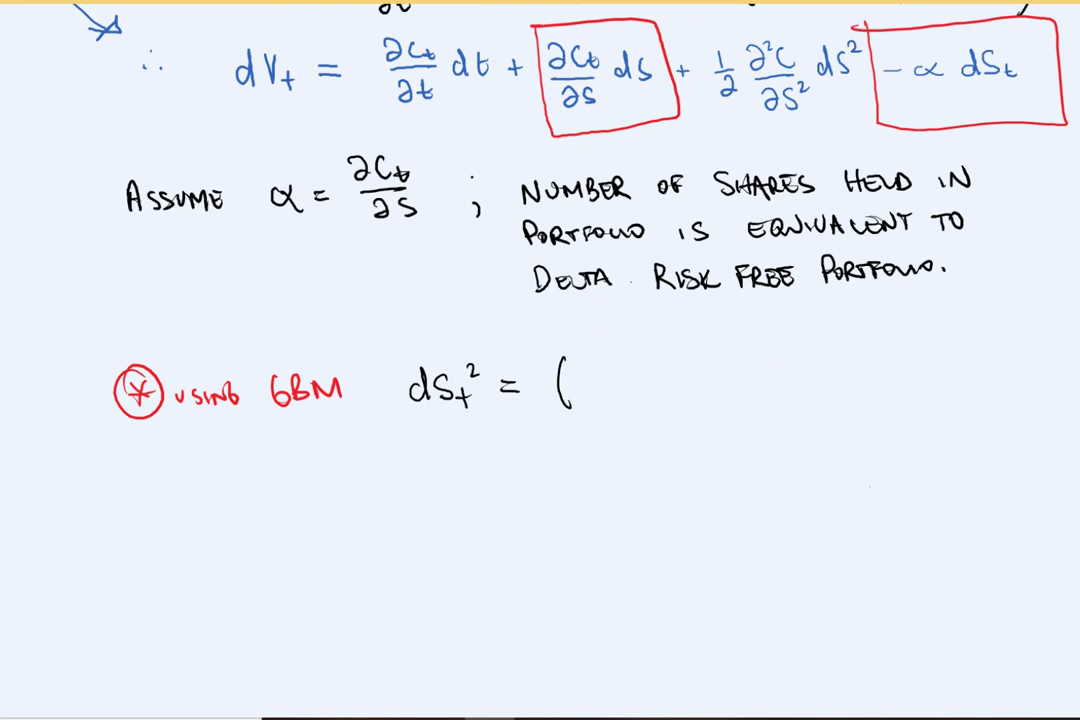 ∴ dV_t = ∂C_t/∂t dt + ∂C_t/∂S dS + 1/2 ∂²C/∂S² dS² - α dS_t
ASSUME α = ∂C_t/∂S ; NUMBER OF SHARES HELD IN
PORTFOLIO IS EQUIVALENT TO
DELTA. RISK FREE PORTFOLIO.
* USING GBM dS_t² = (